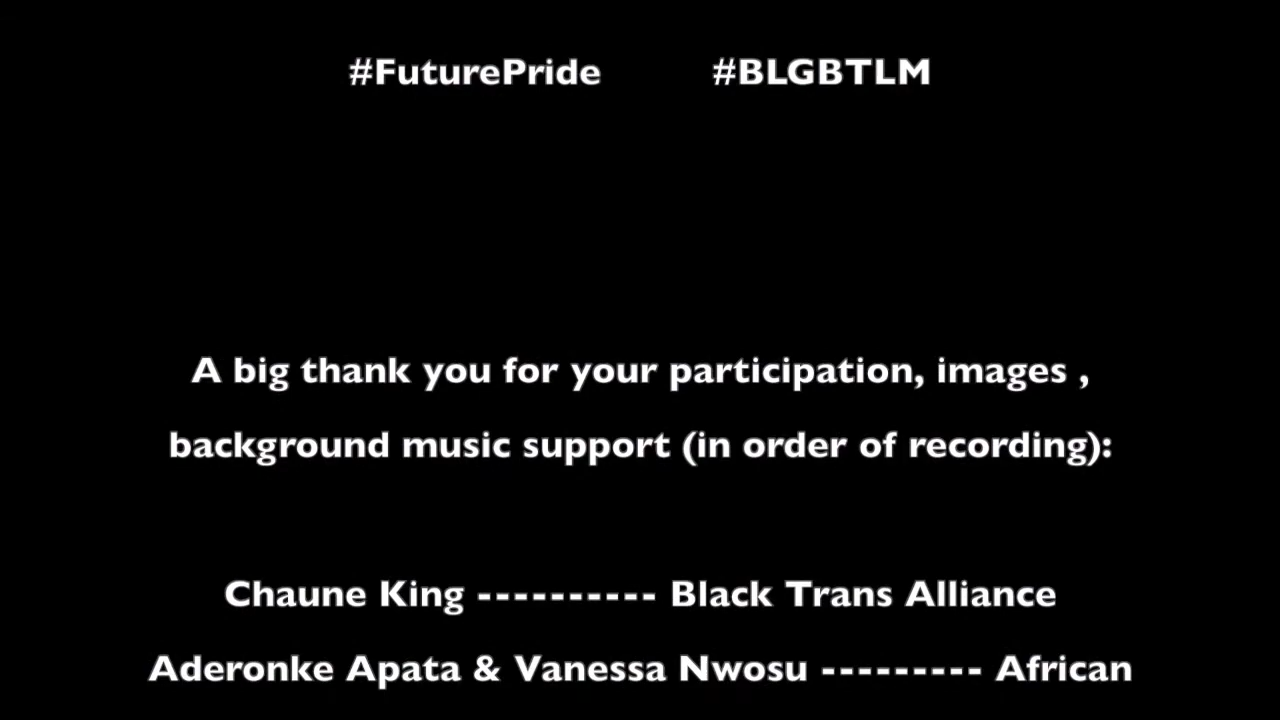 #FuturePride #BLGBTLM
A big thank you for your participation, images ,
background music support (in order of recording):
Chaune King ---------- Black Trans Alliance
Aderonke Apata & Vanessa Nwosu --------- African